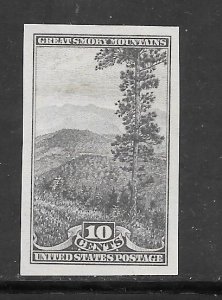 GREAT SMOKY MOUNTAINS
10
CENTS
UNITED STATES POSTAGE